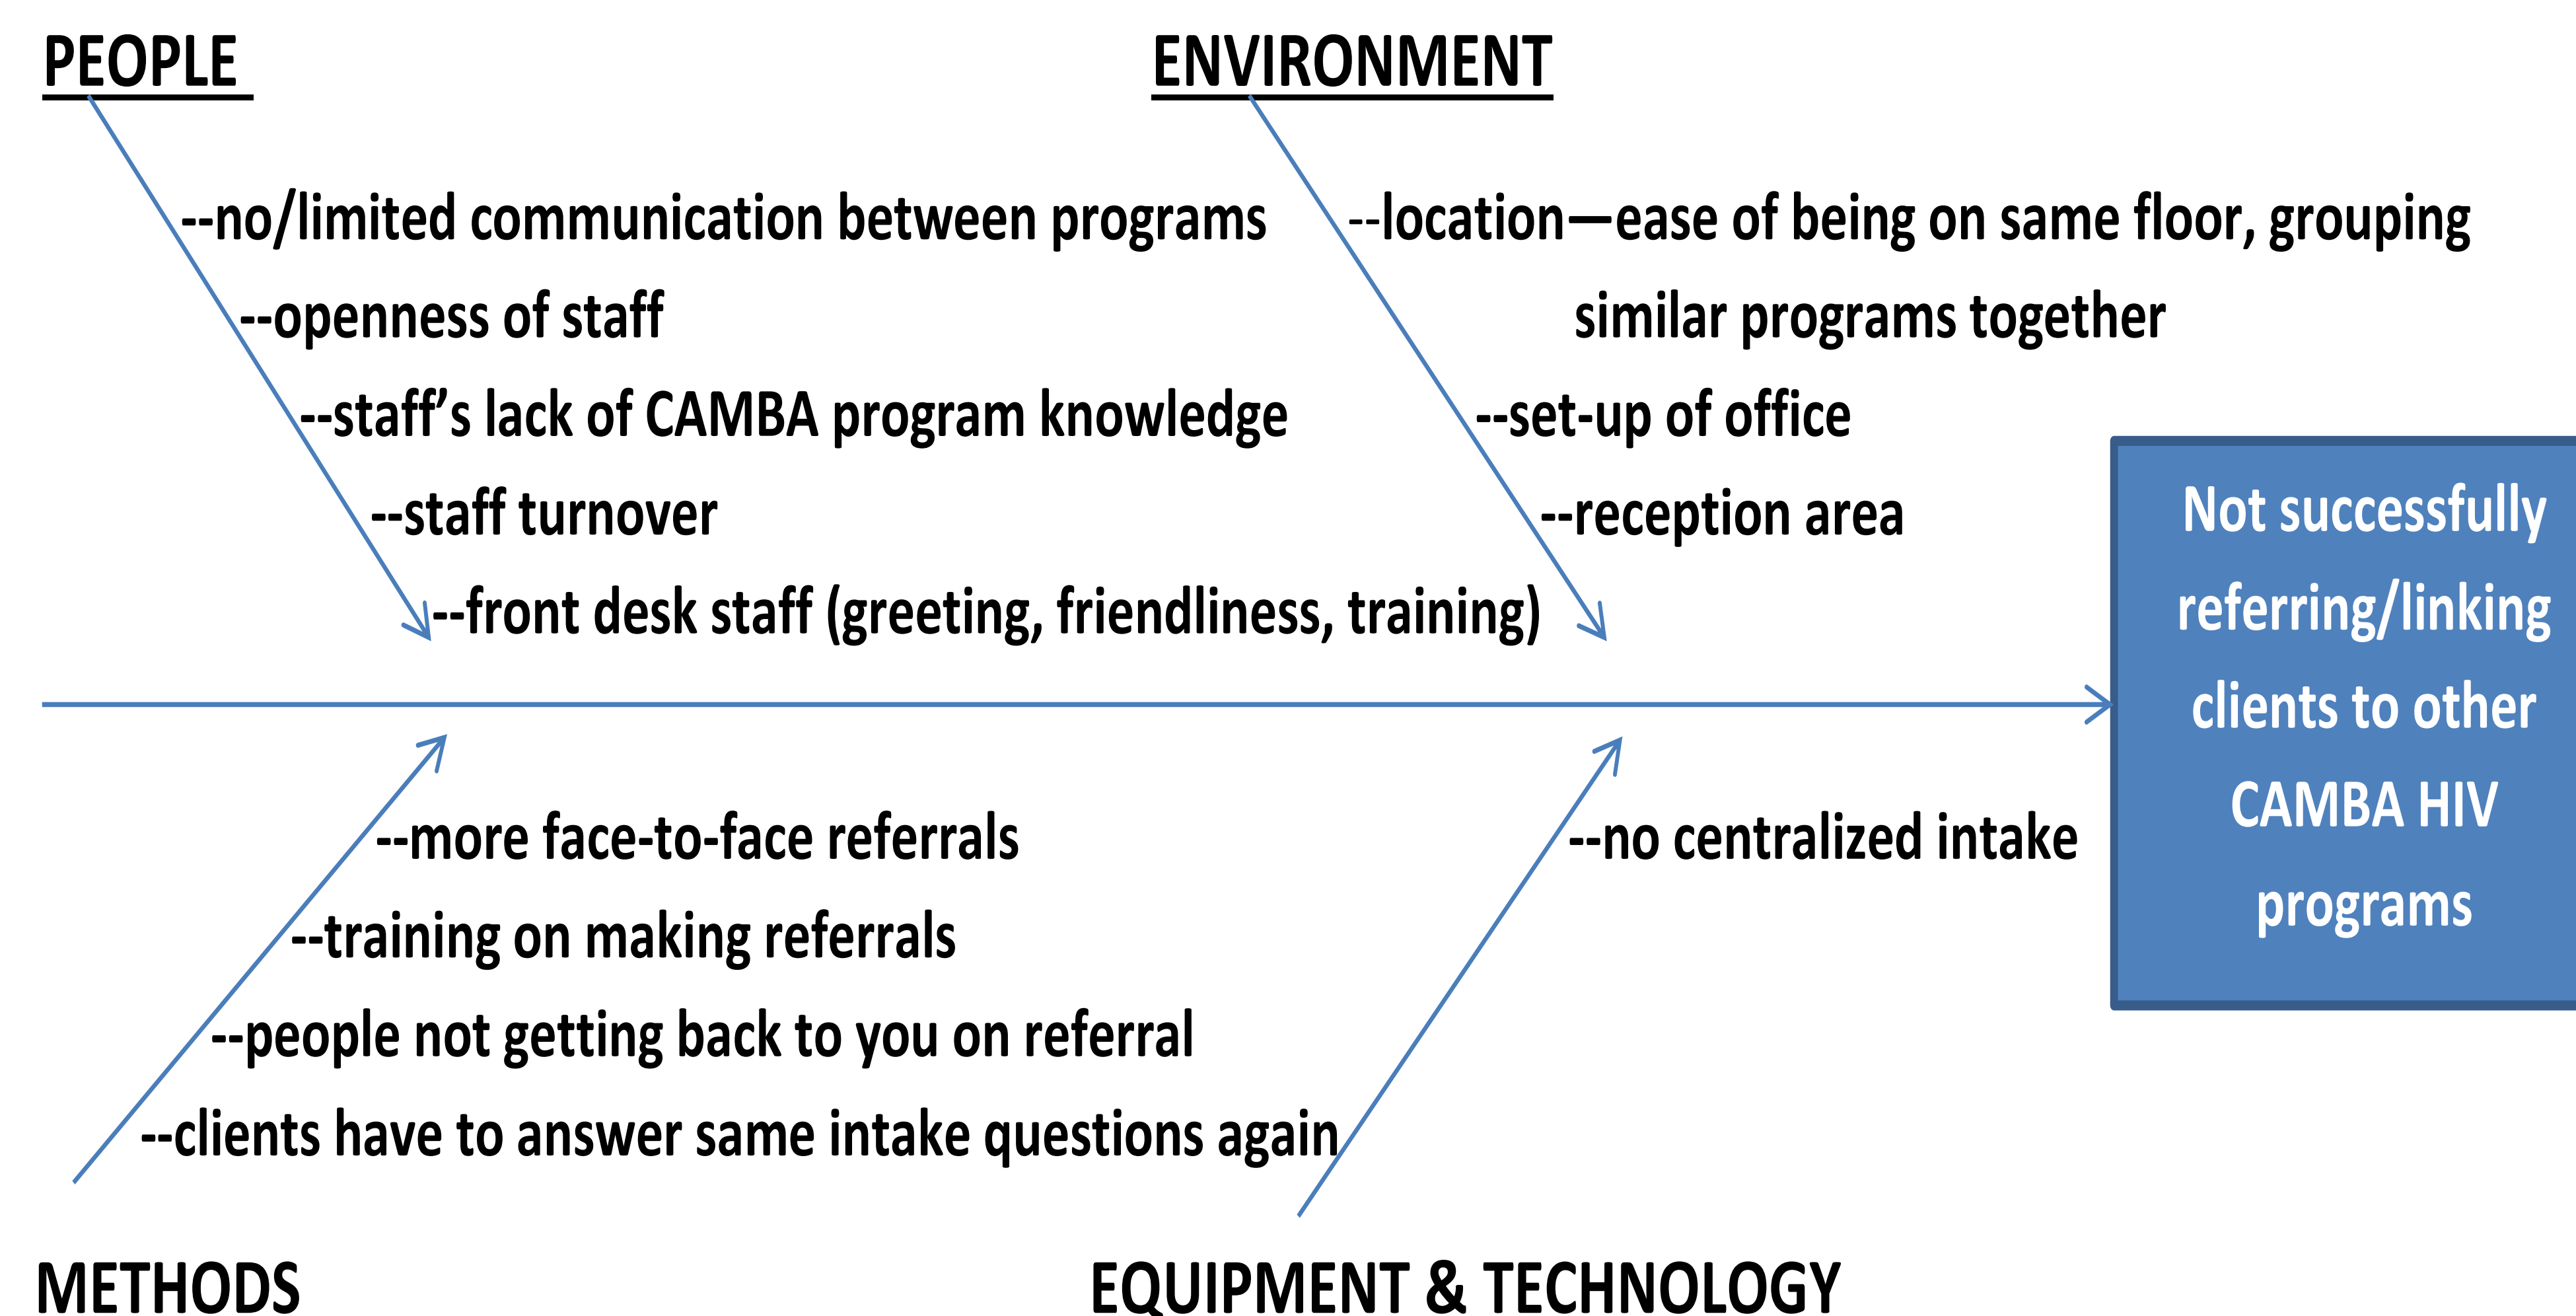 PEOPLE
ENVIRONMENT
--no/limited communication between programs
--openness of staff
--staff’s lack of CAMBA program knowledge
--staff turnover
--front desk staff (greeting, friendliness, training)
--location—ease of being on same floor, grouping
similar programs together
--set-up of office
--reception area
Not successfully
referring/linking
clients to other
CAMBA HIV
programs
--more face-to-face referrals
--training on making referrals
--people not getting back to you on referral
--clients have to answer same intake questions again
--no centralized intake
METHODS
EQUIPMENT & TECHNOLOGY